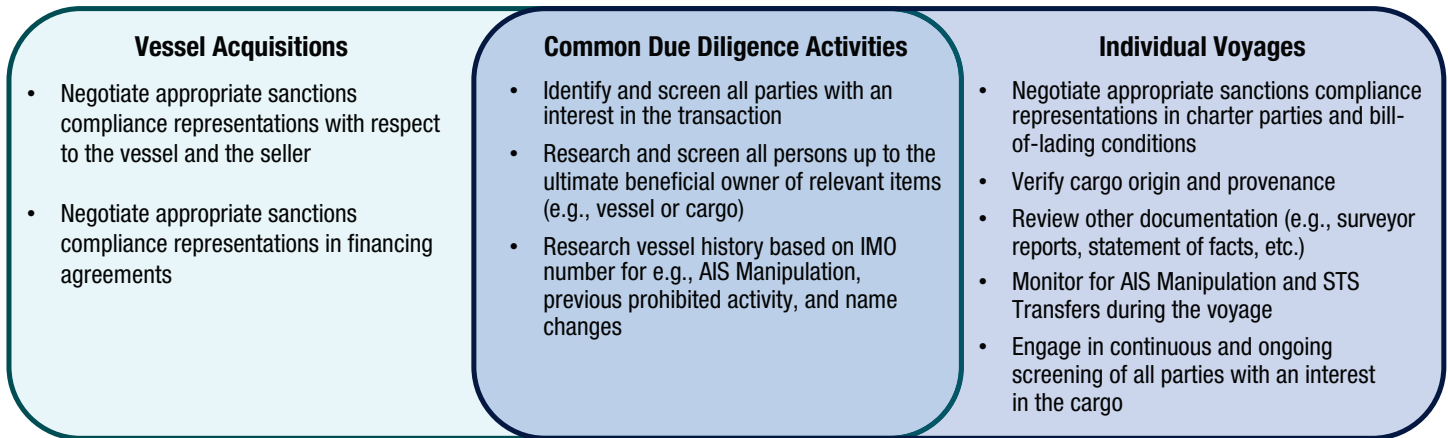 Vessel Acquisitions
• Negotiate appropriate sanctions
compliance representations with respect
to the vessel and the seller
• Negotiate appropriate sanctions
compliance representations in financing
agreements
Common Due Diligence Activities
• Identify and screen all parties with an
interest in the transaction
• Research and screen all persons up to the
ultimate beneficial owner of relevant items
(e.g., vessel or cargo)
• Research vessel history based on IMO
number for e.g., AIS Manipulation,
previous prohibited activity, and name
changes
Individual Voyages
• Negotiate appropriate sanctions compliance
representations in charter parties and bill-
of-lading conditions
• Verify cargo origin and provenance
• Review other documentation (e.g., surveyor
reports, statement of facts, etc.)
• Monitor for AIS Manipulation and STS
Transfers during the voyage
• Engage in continuous and ongoing
screening of all parties with an interest
in the cargo